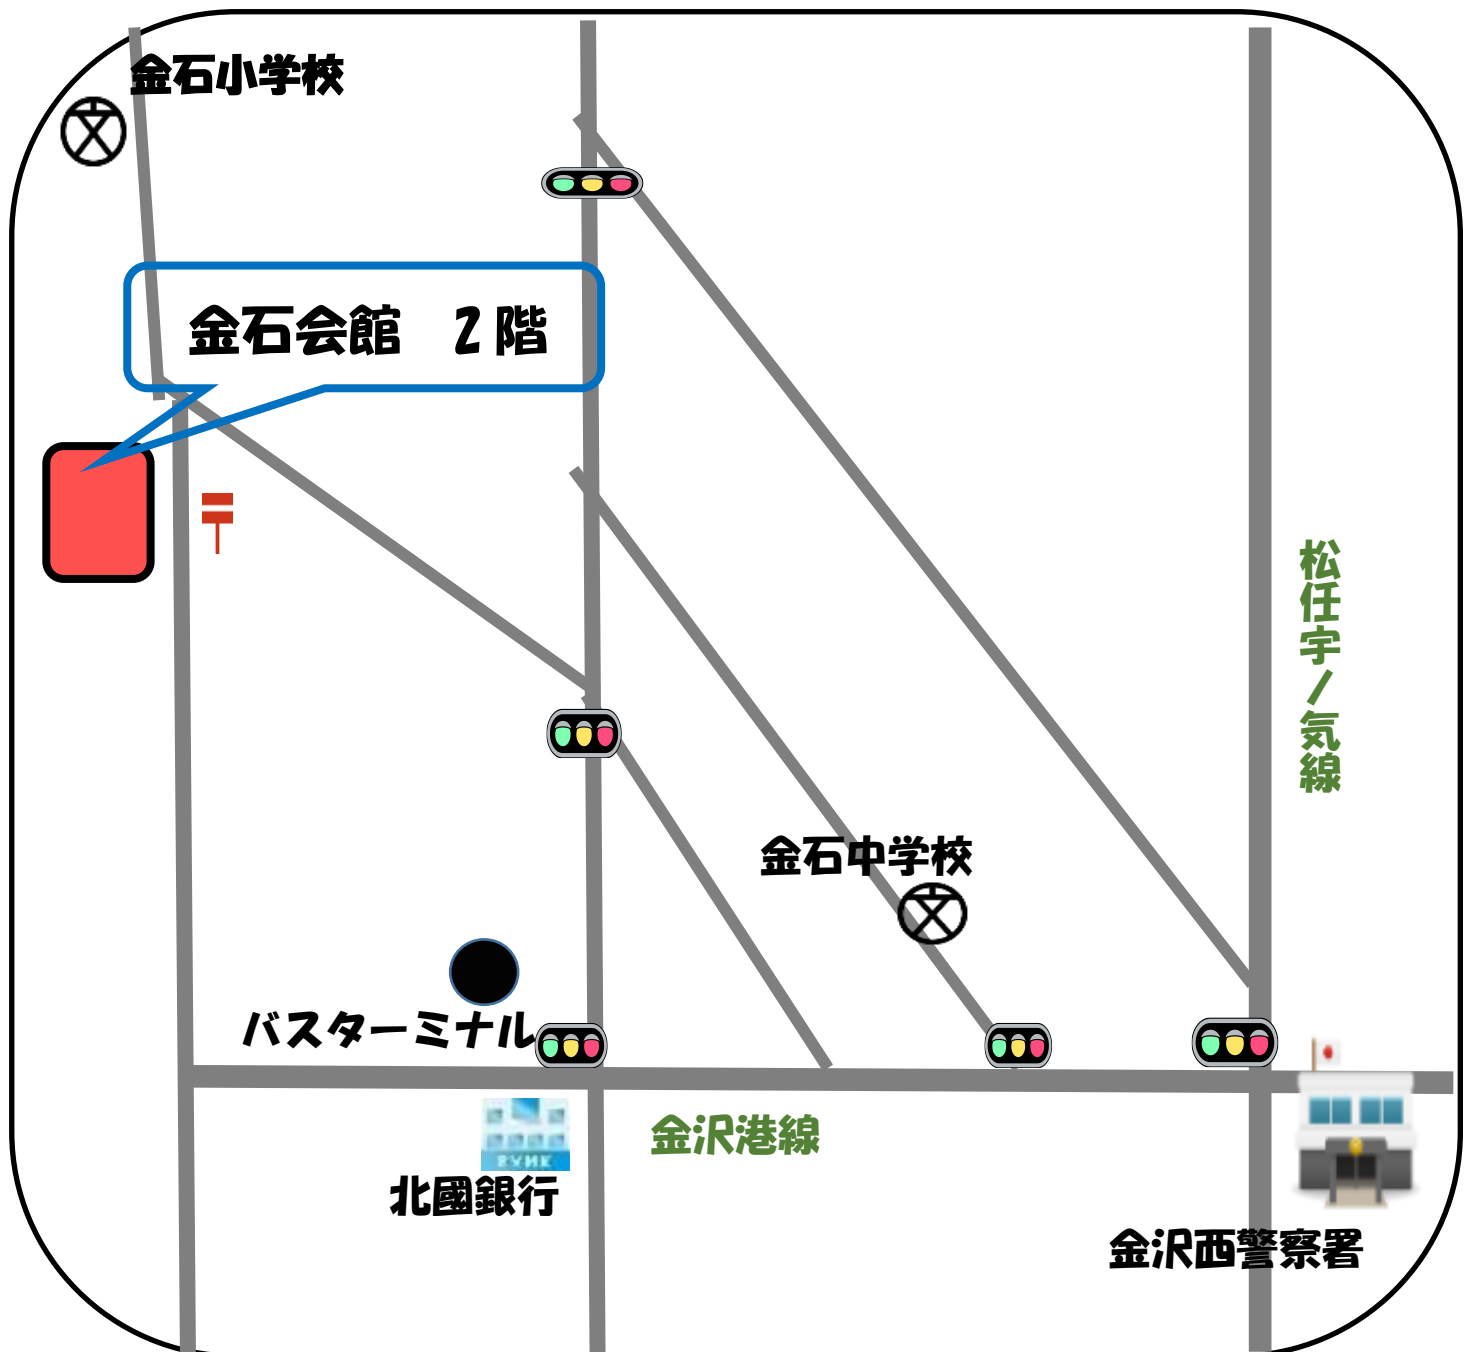 金石小学校
金石会館　2階
松任宇ノ気線
金石中学校
バスターミナル
金沢港線
北國銀行
金沢西警察署